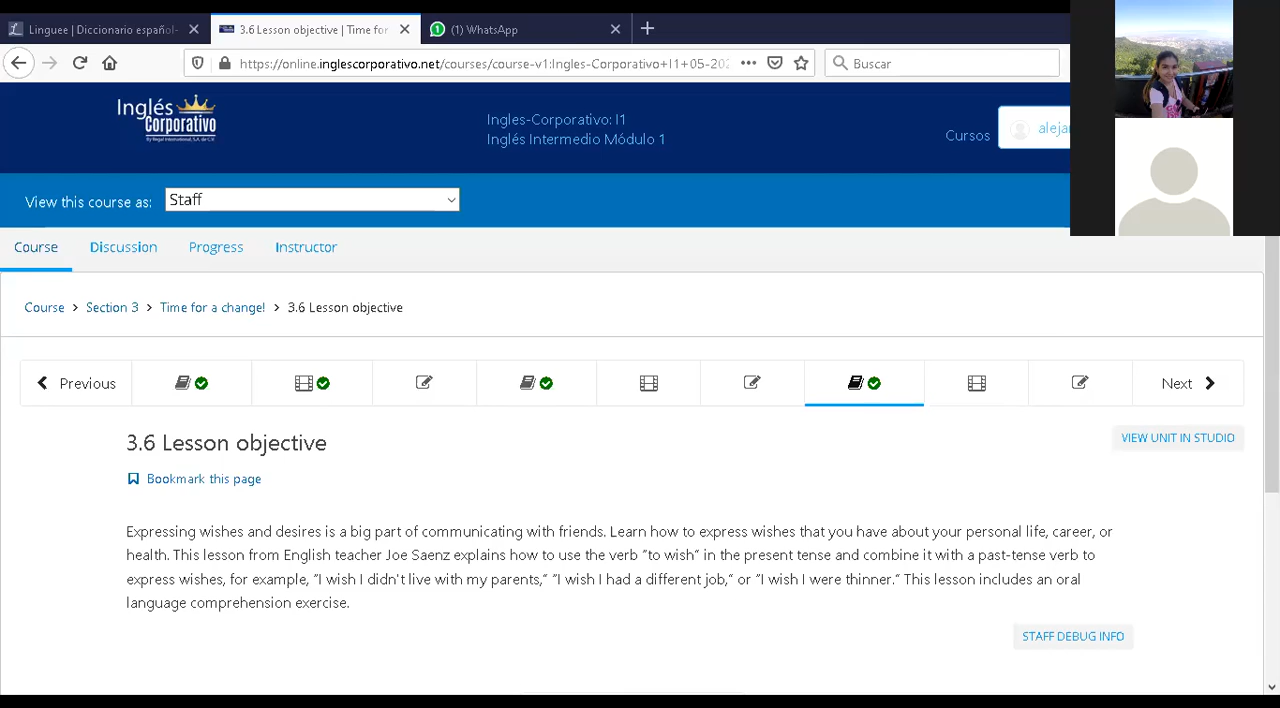 Linguee | Diccionario español-
3.6 Lesson objective | Time for
(1) WhatsApp
https://online.inglescorporativo.net/courses/course-v1:Ingles-Corporativo+I1+05-202
Buscar
Inglés
Corporativo
By Regal International, S.A. de C.V.
Ingles-Corporativo: I1
Inglés Intermedio Módulo 1
Cursos
aleja
View this course as:
Staff
Course
Discussion
Progress
Instructor
Course > Section 3 > Time for a change! > 3.6 Lesson objective
Previous
Next
3.6 Lesson objective
VIEW UNIT IN STUDIO
Bookmark this page
Expressing wishes and desires is a big part of communicating with friends. Learn how to express wishes that you have about your personal life, career, or
health. This lesson from English teacher Joe Saenz explains how to use the verb "to wish" in the present tense and combine it with a past-tense verb to
express wishes, for example, "I wish I didn't live with my parents," "I wish I had a different job," or "I wish I were thinner." This lesson includes an oral
language comprehension exercise.
STAFF DEBUG INFO